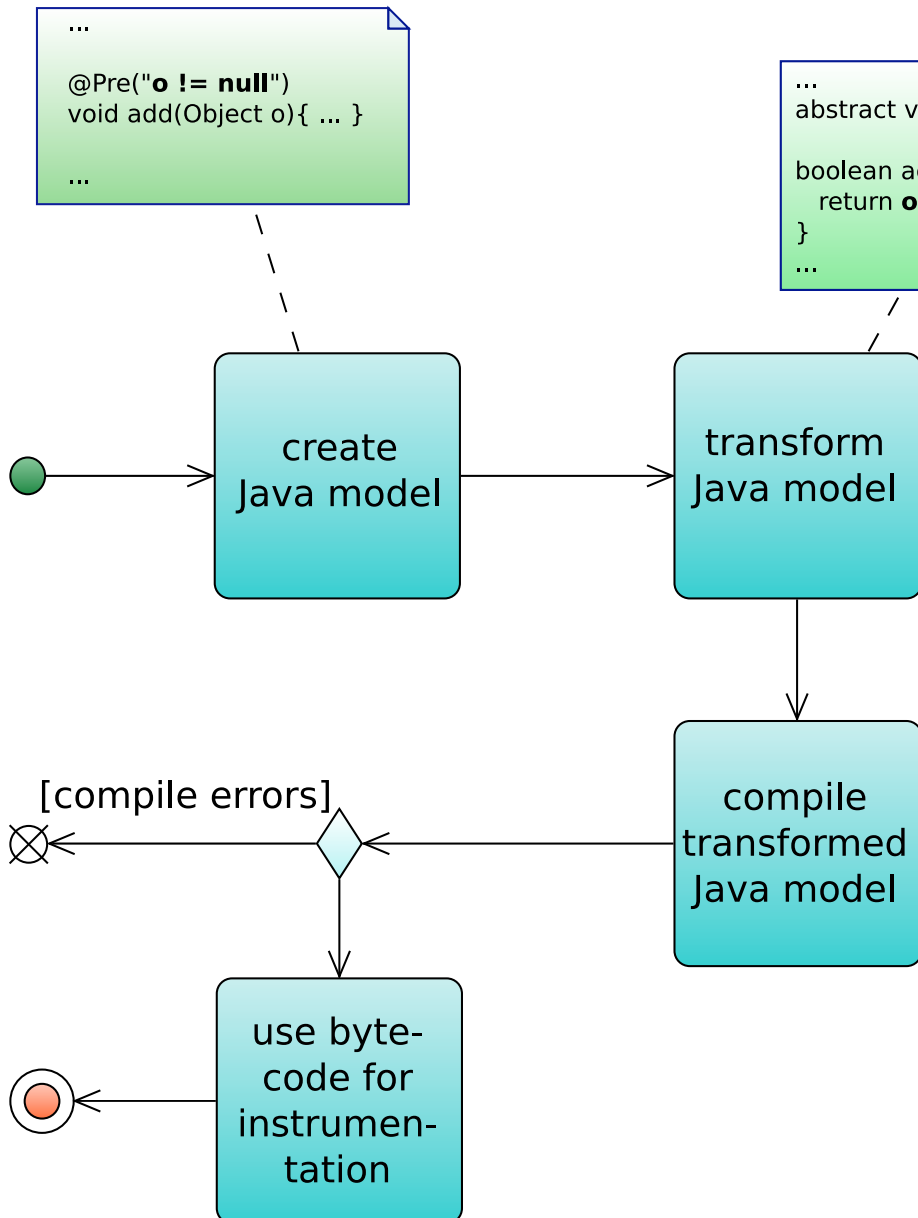 ...
@Pre("o != null")
void add(Object o){ ... }
...
...
abstract v
boolean a
return o
}
...
create
Java model
transform
Java model
[compile errors]
compile
transformed
Java model
use byte-
code for
instrumen-
tation